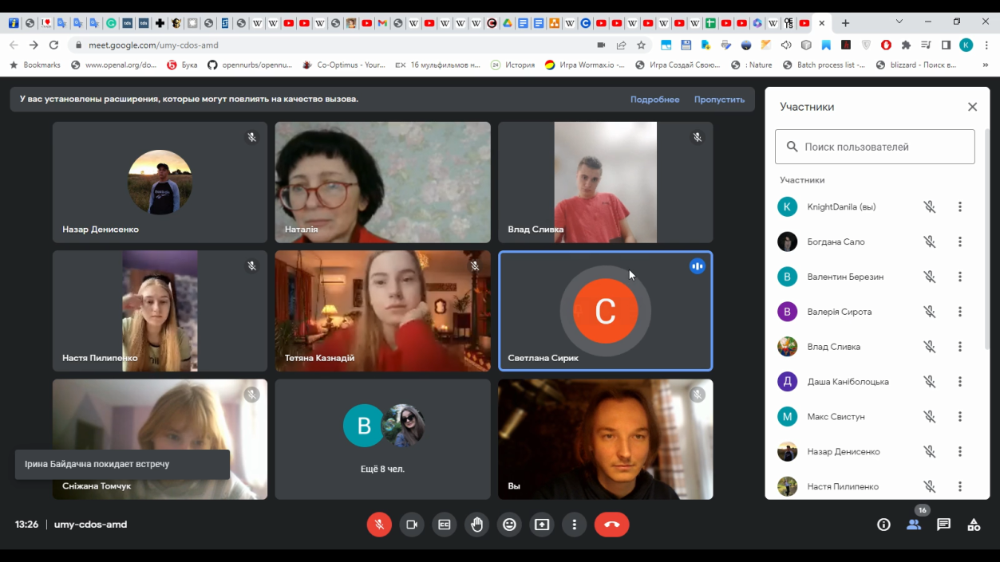 meet.google.com/umy-cdos-amd
K
Bookmarks
www.openal.org/do...
Бука
opennurbs/opennu...
Co-Optimus - Your...
EX 16 мультфильмов н...
24 История
Игра Wormax.io -...
Игра Создай Свою...
: Nature
Batch process list -...
blizzard - Поиск в...
»
У вас установлены расширения, которые могут повлиять на качество вызова.
Подробнее
Пропустить
Назар Денисенко
Наталія
Влад Сливка
Настя Пилипенко
Тетяна Казнадій
С
Светлана Сирик
Ірина Байдачна покидает встречу
Сніжана Томчук
В
Ещё 8 чел.
Вы
Участники
Поиск пользователей
Участники
K KnightDanila (вы)
Богдана Сало
В Валентин Березин
В Валерія Сирота
Влад Сливка
Д Даша Каніболоцька
М Макс Свистун
Назар Денисенко
Настя Пилипенко
13:26 | umy-cdos-amd
16